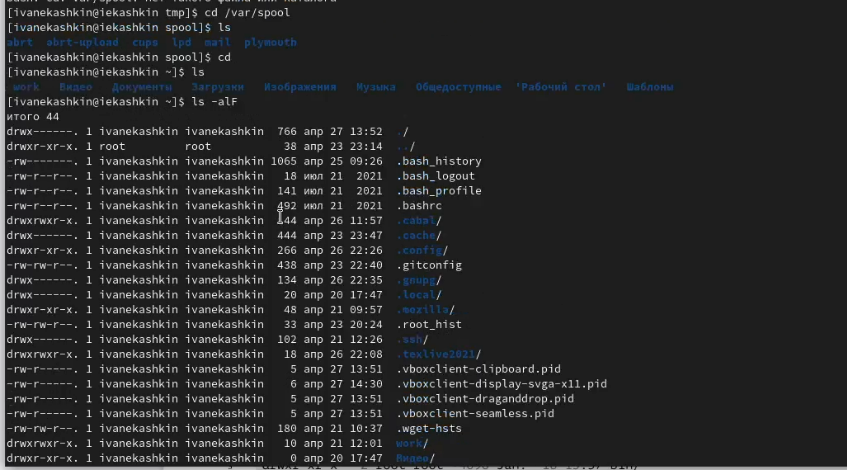 [ivanekashkin@iekashkin tmp]$ cd /var/spool
[ivanekashkin@iekashkin spool]$ ls
abrt abrt-upload cups lpd mail plymouth
[ivanekashkin@iekashkin spool]$ cd
[ivanekashkin@iekashkin ~]$ ls
work Видео Документы Загрузки Изображения Музыка Общедоступные 'Рабочий стол' Шаблоны
[ivanekashkin@iekashkin ~]$ ls -alF
итого 44
drwx------. 1 ivanekashkin ivanekashkin 766 апр 27 13:52 ./
drwxr-xr-x. 1 root root 38 апр 23 23:14 ../
-rw-------. 1 ivanekashkin ivanekashkin 1065 апр 25 09:26 .bash_history
-rw-r--r--. 1 ivanekashkin ivanekashkin 18 июл 21 2021 .bash_logout
-rw-r--r--. 1 ivanekashkin ivanekashkin 141 июл 21 2021 .bash_profile
-rw-r--r--. 1 ivanekashkin ivanekashkin 492 июл 21 2021 .bashrc
drwxrwxr-x. 1 ivanekashkin ivanekashkin 144 апр 26 11:57 .cabal/
drwx------. 1 ivanekashkin ivanekashkin 444 апр 23 23:47 .cache/
drwxr-xr-x. 1 ivanekashkin ivanekashkin 266 апр 26 22:26 .config/
-rw-rw-r--. 1 ivanekashkin ivanekashkin 438 апр 23 22:40 .gitconfig
drwx------. 1 ivanekashkin ivanekashkin 134 апр 26 22:35 .gnupg/
drwx------. 1 ivanekashkin ivanekashkin 20 апр 20 17:47 .local/
drwxr-xr-x. 1 ivanekashkin ivanekashkin 48 апр 21 09:57 .mozilla/
-rw-rw-r--. 1 ivanekashkin ivanekashkin 33 апр 23 20:24 .root_hist
drwx------. 1 ivanekashkin ivanekashkin 102 апр 21 12:26 .ssh/
drwxrwxr-x. 1 ivanekashkin ivanekashkin 18 апр 26 22:08 .texlive2021/
-rw-r-----. 1 ivanekashkin ivanekashkin 5 апр 27 13:51 .vboxclient-clipboard.pid
-rw-r-----. 1 ivanekashkin ivanekashkin 6 апр 27 14:30 .vboxclient-display-svga-x11.pid
-rw-r-----. 1 ivanekashkin ivanekashkin 5 апр 27 13:51 .vboxclient-draganddrop.pid
-rw-r-----. 1 ivanekashkin ivanekashkin 5 апр 27 13:51 .vboxclient-seamless.pid
-rw-rw-r--. 1 ivanekashkin ivanekashkin 180 апр 21 10:37 .wget-hsts
drwxrwxr-x. 1 ivanekashkin ivanekashkin 10 апр 21 12:01 work/
drwxr-xr-x. 1 ivanekashkin ivanekashkin 0 апр 20 17:47 Видео/